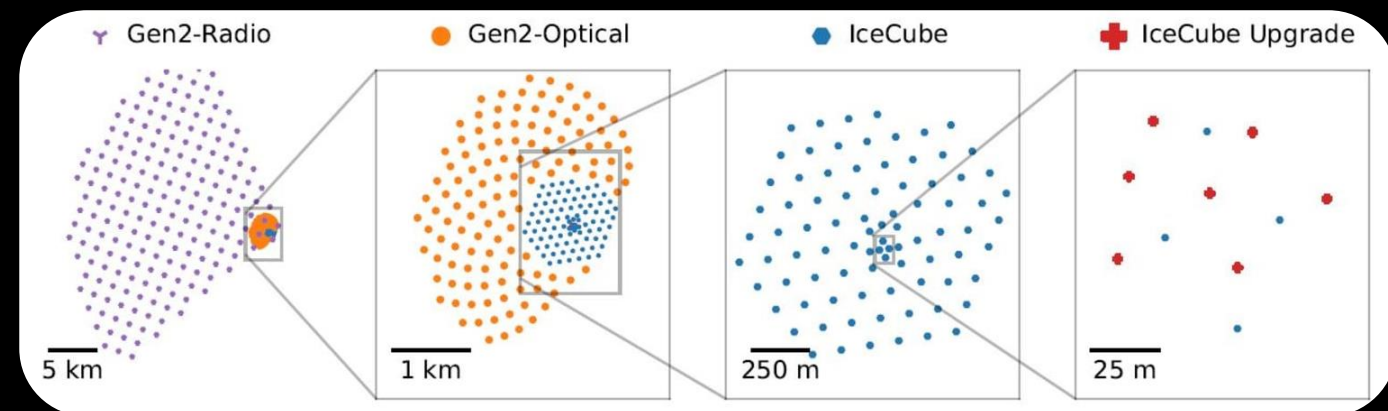 Gen2-Radio
Gen2-Optical
IceCube
IceCube Upgrade
5 km
1 km
250 m
25 m